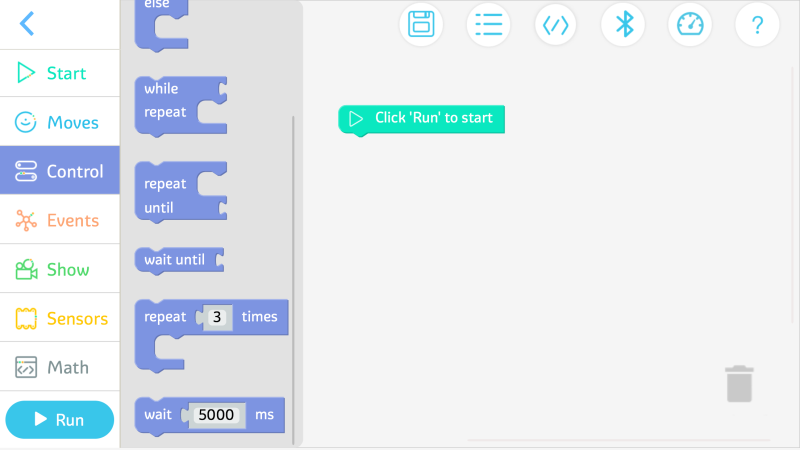 Start
Moves
Control
Events
Show
Sensors
Math
Run
else
while
repeat
repeat
until
wait until
repeat 3 times
wait 5000 ms
Click 'Run' to start
?